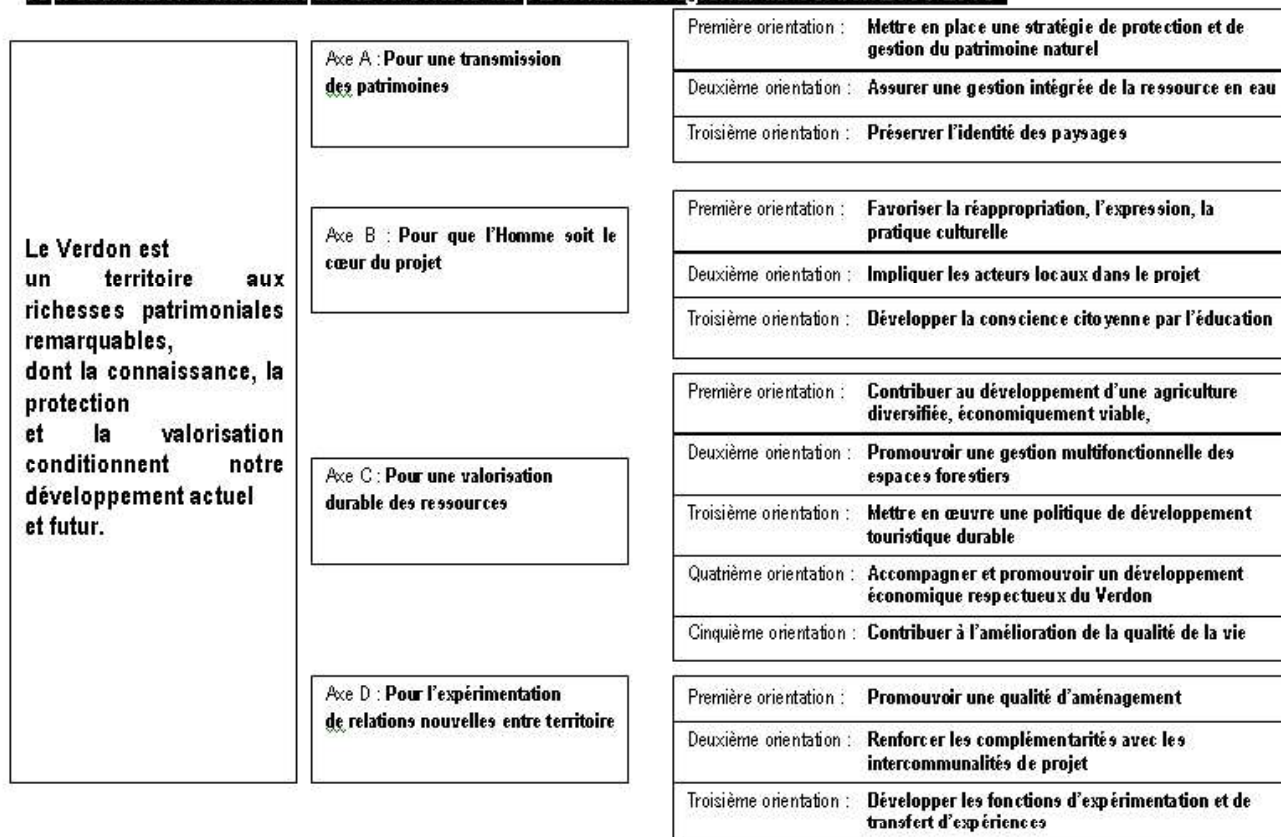 Le Verdon est
un territoire aux
richesses patrimoniales
remarquables,
dont la connaissance, la
protection
et la valorisation
conditionnent notre
développement actuel
et futur.
Axe A : Pour une transmission
des patrimoines
Première orientation : Mettre en place une stratégie de protection et de
gestion du patrimoine naturel
Deuxième orientation : Assurer une gestion intégrée de la ressource en eau
Troisième orientation : Préserver l'identité des paysages
Axe B : Pour que l'Homme soit le
cœur du projet
Première orientation : Favoriser la réappropriation, l'expression, la
pratique culturelle
Deuxième orientation : Impliquer les acteurs locaux dans le projet
Troisième orientation : Développer la conscience citoyenne par l'éducation
Axe C : Pour une valorisation
durable des ressources
Première orientation : Contribuer au développement d'une agriculture
diversifiée, économiquement viable,
Deuxième orientation : Promouvoir une gestion multifonctionnelle des
espaces forestiers
Troisième orientation : Mettre en œuvre une politique de développement
touristique durable
Quatrième orientation : Accompagner et promouvoir un développement
économique respectueux du Verdon
Cinquième orientation : Contribuer à l'amélioration de la qualité de la vie
Axe D : Pour l'expérimentation
de relations nouvelles entre territoire
Première orientation : Promouvoir une qualité d'aménagement
Deuxième orientation : Renforcer les complémentarités avec les
intercommunalités de projet
Troisième orientation : Développer les fonctions d'expérimentation et de
transfert d'expériences